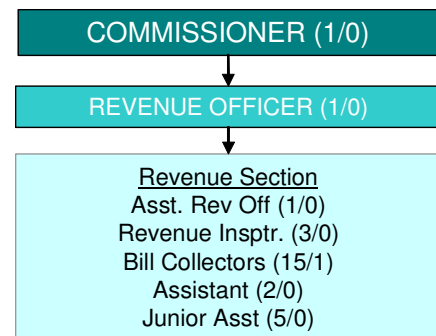 COMMISSIONER (1/0)
REVENUE OFFICER (1/0)
Revenue Section
Asst. Rev Off (1/0)
Revenue Insptr. (3/0)
Bill Collectors (15/1)
Assistant (2/0)
Junior Asst (5/0)